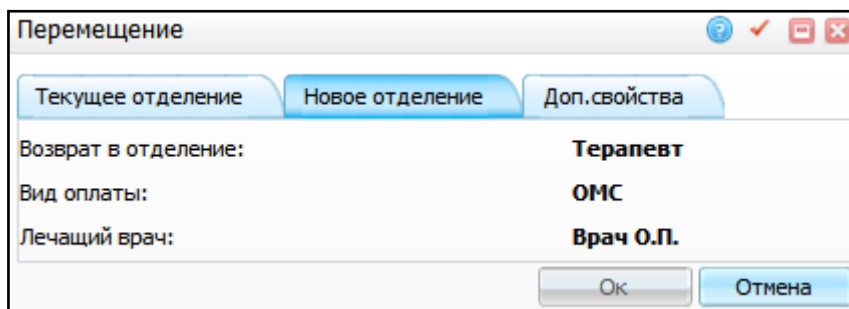 Перемещение
Текущее отделение Новое отделение Доп.свойства
Возврат в отделение: Терапевт
Вид оплаты: ОМС
Лечащий врач: Врач О.П.
Ок Отмена